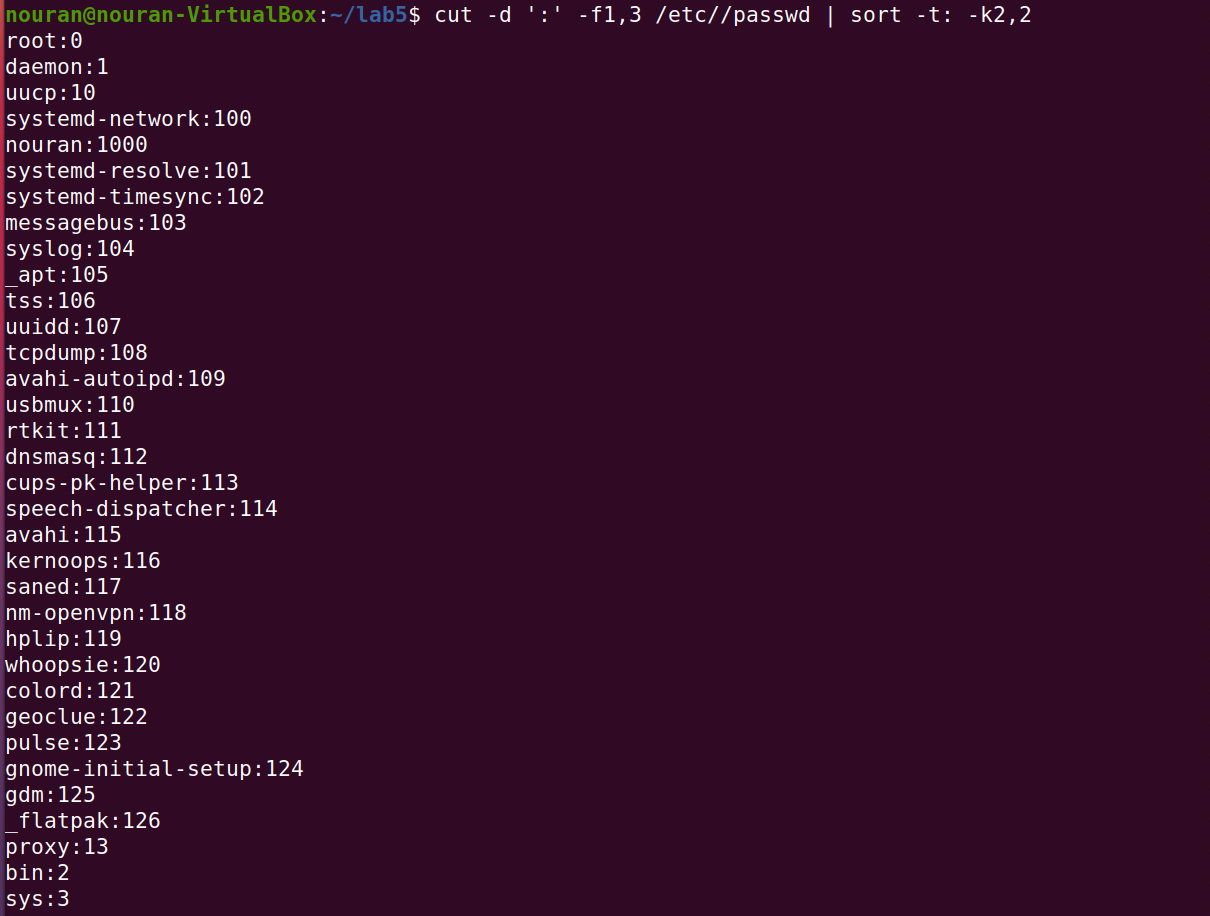 nouran@nouran-VirtualBox:~/lab5$ cut -d ':' -f1,3 /etc//passwd | sort -t: -k2,2
root:0
daemon:1
uucp:10
systemd-network:100
nouran:1000
systemd-resolve:101
systemd-timesync:102
messagebus:103
syslog:104
_apt:105
tss:106
uuidd:107
tcpdump:108
avahi-autoipd:109
usbmux:110
rtkit:111
dnsmasq:112
cups-pk-helper:113
speech-dispatcher:114
avahi:115
kernoops:116
saned:117
nm-openvpn:118
hplip:119
whoopsie:120
colord:121
geoclue:122
pulse:123
gnome-initial-setup:124
gdm:125
_flatpak:126
proxy:13
bin:2
sys:3